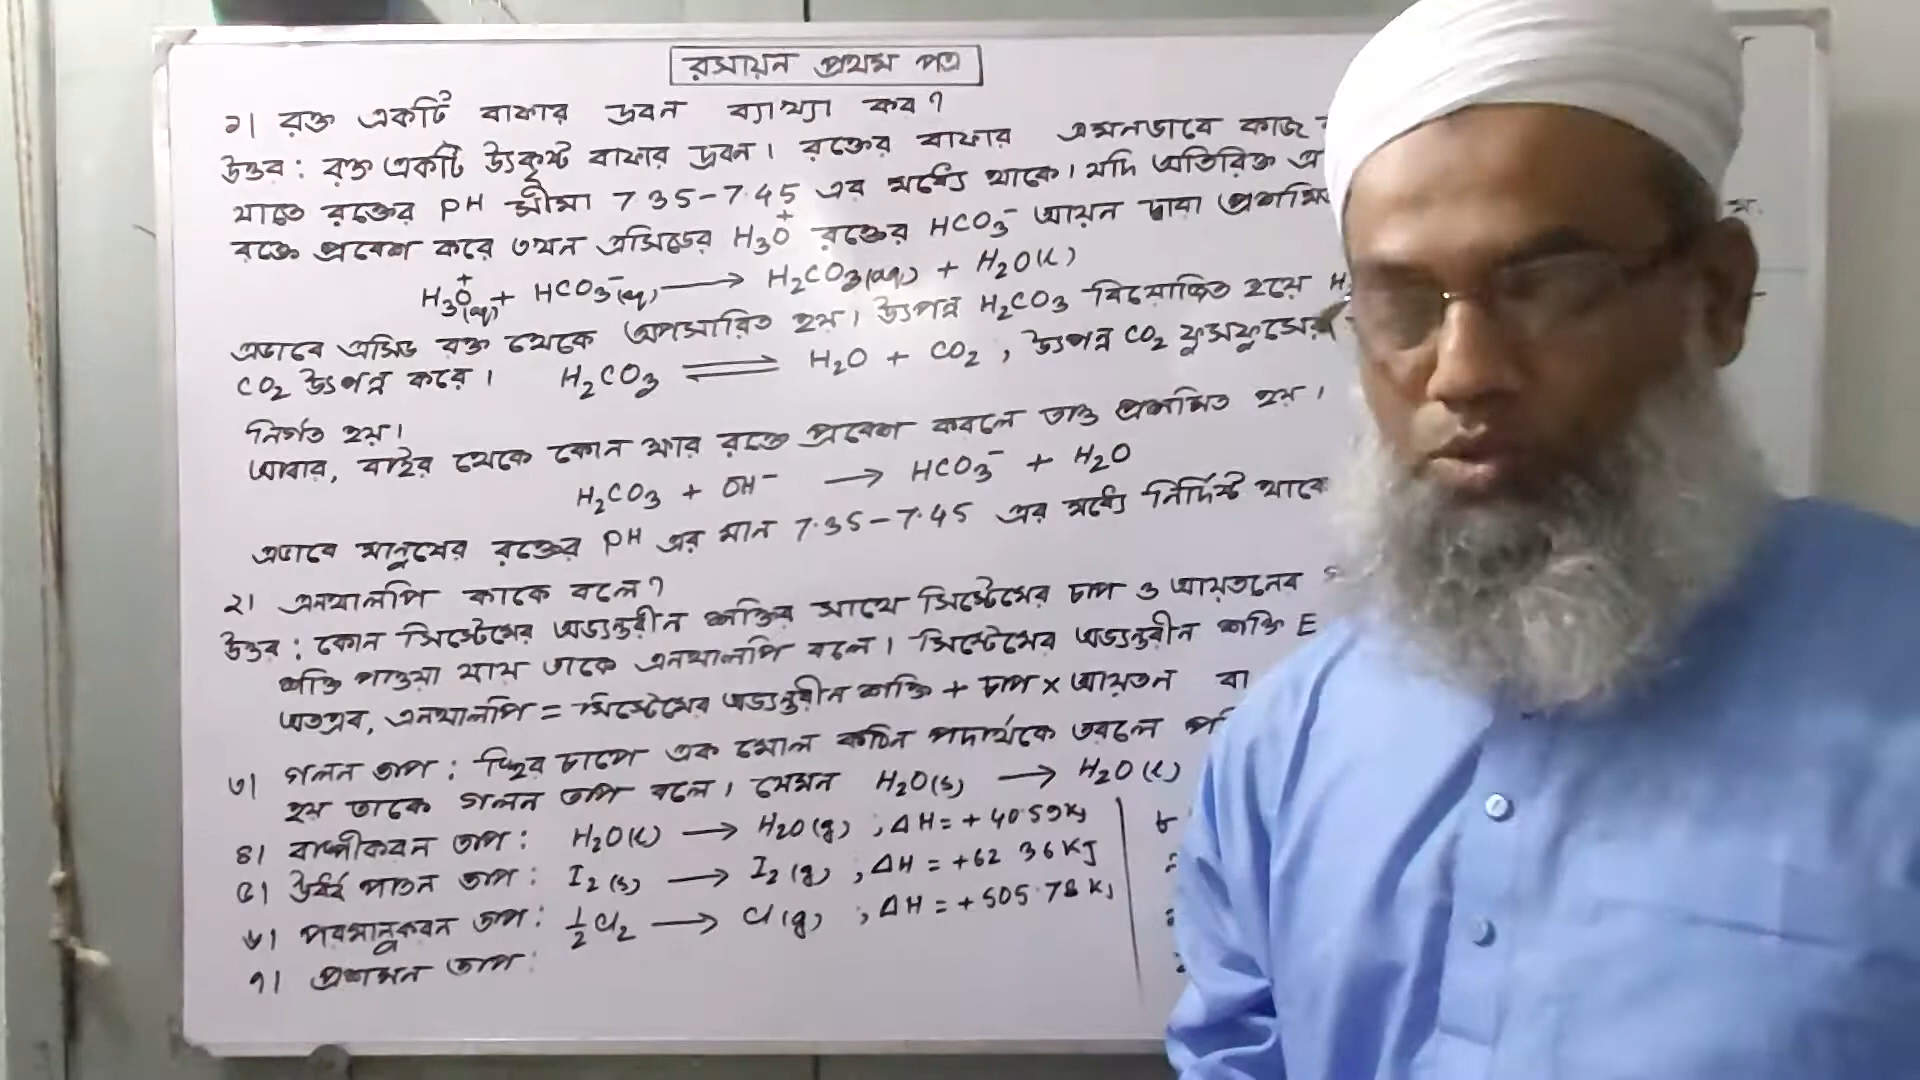 রসায়ন প্রথম পত্র
১। রক্ত একটি বাফার দ্রবন ব্যাখ্যা কর?
উত্তর: রক্ত একটি উৎকৃষ্ট বাফার দ্রবন। রক্তের বাফার এমনভাবে কাজ
যাতে রক্তের PH সীমা 7.35-7.45 এর মধ্যে থাকে। যদি অতিরিক্ত এ
রক্তে প্রবেশ করে তখন এসিডের H₃O⁺ রক্তের HCO₃⁻ আয়ন দ্বারা প্রশমি
H₃O⁺(aq) + HCO₃⁻(aq) ⟶ H₂CO₃(aq) + H₂O(l)
এভাবে এসিড রক্ত থেকে অপসারিত হয়। উৎপন্ন H₂CO₃ বিয়োজিত হয়ে H
CO₂ উৎপন্ন করে। H₂CO₃ ⇌ H₂O + CO₂, উৎপন্ন CO₂ ফুসফুসের
নির্গত হয়।
আবার, বাইর থেকে কোন ক্ষার রক্তে প্রবেশ করলে তাও প্রশমিত হয়।
H₂CO₃ + OH⁻ ⟶ HCO₃⁻ + H₂O
এভাবে মানুষের রক্তের PH এর মান 7.35-7.45 এর মধ্যে নির্দিষ্ট থাকে
২। এনথালপি কাকে বলে?
উত্তর: কোন সিস্টেমের অভ্যন্তরীন শক্তির সাথে সিস্টেমের চাপ ও আয়তনের
শক্তি পাওয়া যায় তাকে এনথালপি বলে। সিস্টেমের অভ্যন্তরীন শক্তি E
অতএব, এনথালপি = সিস্টেমের অভ্যন্তরীন শক্তি + চাপ × আয়তন বা
৩। গলন তাপ: স্থির চাপে এক মোল কঠিন পদার্থকে তরলে পরি
হয় তাকে গলন তাপ বলে। যেমন H₂O(s) ⟶ H₂O(l)
৪। বাষ্পীকরন তাপ: H₂O(l) ⟶ H₂O(g), ΔH = +40.59KJ
৫। ঊর্ধ্ব পাতন তাপ: I₂(s) ⟶ I₂(g), ΔH = +62.36KJ
৬। পরমানুকরন তাপ: ½Cl₂ ⟶ Cl(g), ΔH = +505.78KJ
৭। প্রশমন তাপ:
৮